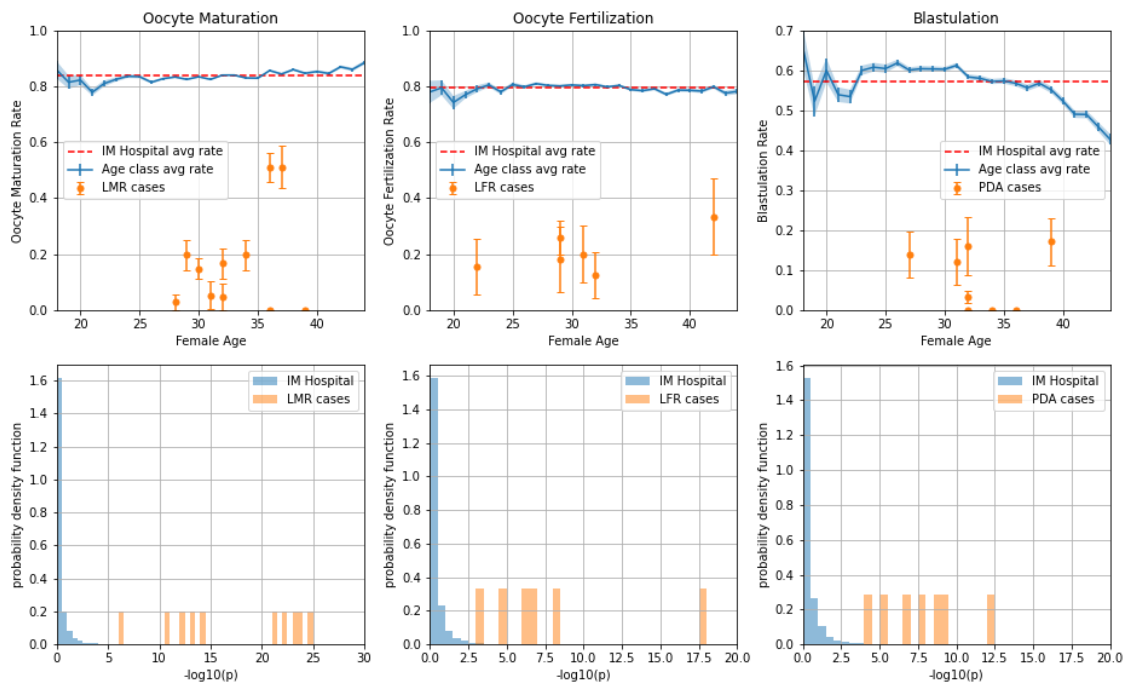 Oocyte Maturation
Oocyte Maturation Rate
1.0
0.8
0.6
0.4
0.2
0.0
IM Hospital avg rate
Age class avg rate
LMR cases
20 25 30 35 40
Female Age
Oocyte Fertilization
Oocyte Fertilization Rate
1.0
0.8
0.6
0.4
0.2
0.0
IM Hospital avg rate
Age class avg rate
LFR cases
20 25 30 35 40
Female Age
Blastulation
Blastulation Rate
0.7
0.6
0.5
0.4
0.3
0.2
0.1
0.0
IM Hospital avg rate
Age class avg rate
PDA cases
20 25 30 35 40
Female Age
probability density function
1.6
1.4
1.2
1.0
0.8
0.6
0.4
0.2
0.0
IM Hospital
LMR cases
0 5 10 15 20 25 30
-log10(p)
probability density function
1.6
1.4
1.2
1.0
0.8
0.6
0.4
0.2
0.0
IM Hospital
LFR cases
0.0 2.5 5.0 7.5 10.0 12.5 15.0 17.5 20.0
-log10(p)
probability density function
1.6
1.4
1.2
1.0
0.8
0.6
0.4
0.2
0.0
IM Hospital
PDA cases
0.0 2.5 5.0 7.5 10.0 12.5 15.0 17.5 20.0
-log10(p)